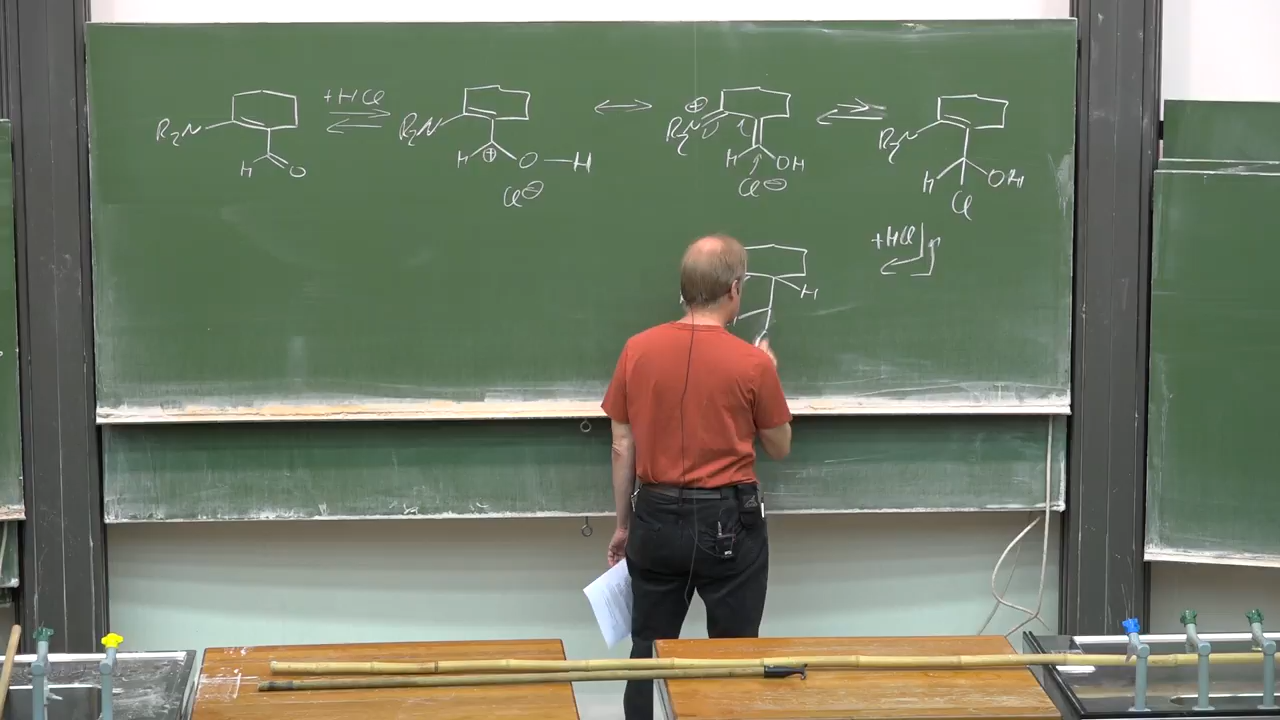 R₂N H O
+HCl
R₂N H ⊕ O—H
Cl⊖
⊕ R₂N H OH
Cl⊖
R₂N H OH
Cl
+HCl
H